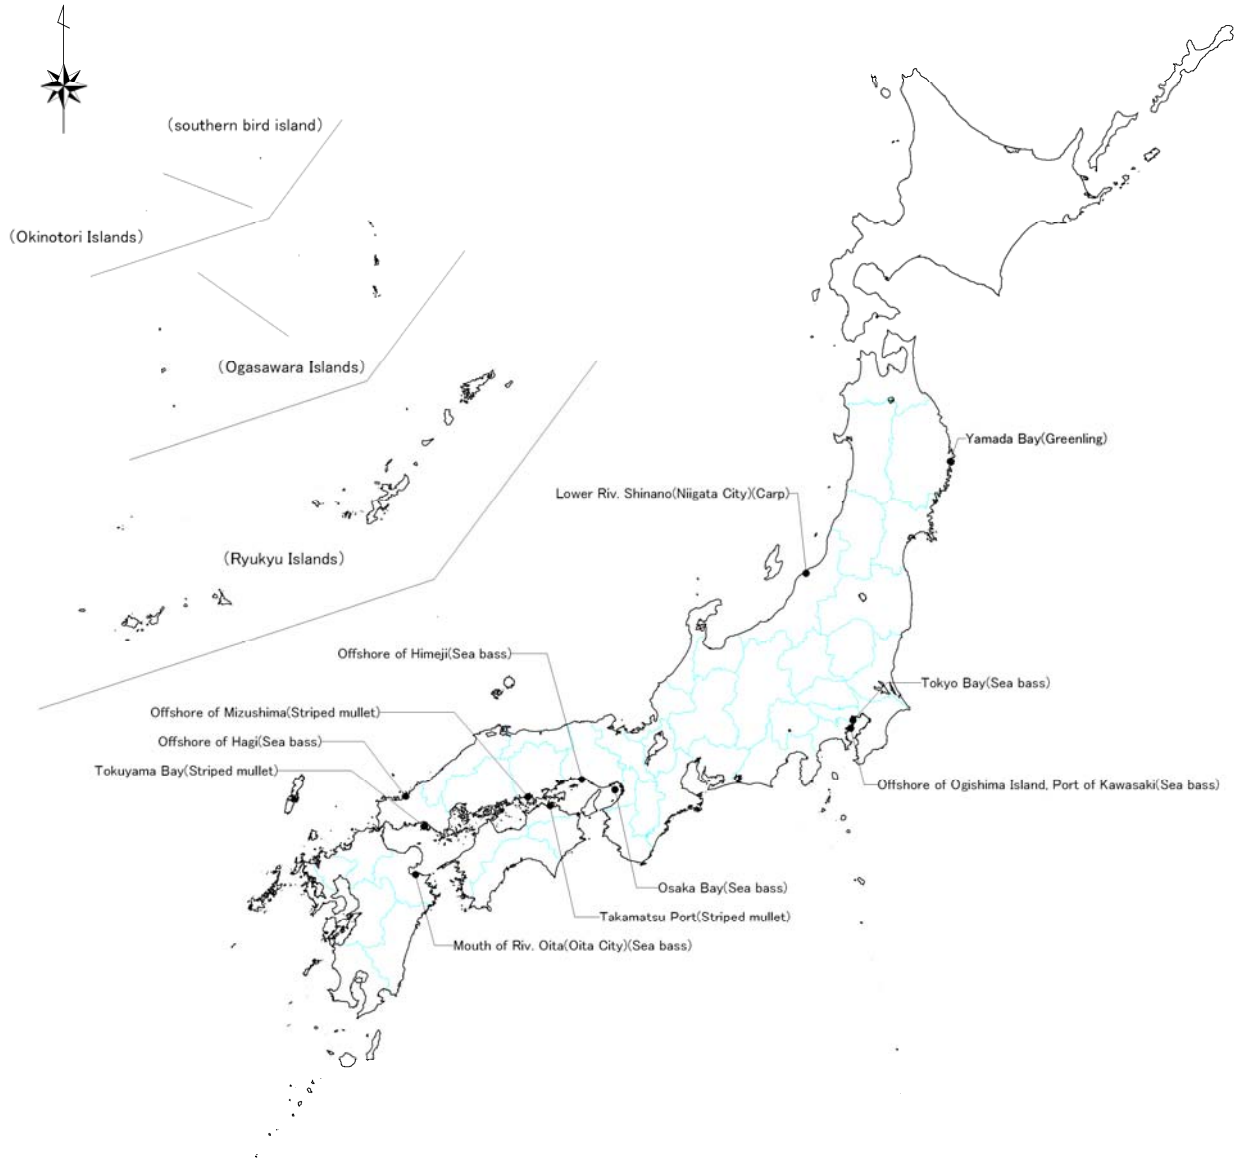 (southern bird island)
(Okinotori Islands)
(Ogasawara Islands)
Yamada Bay(Greenling)
Lower Riv. Shinano(Niigata City)(Carp)
(Ryukyu Islands)
Offshore of Himeji(Sea bass)
Tokyo Bay(Sea bass)
Offshore of Mizushima(Striped mullet)
Offshore of Hagi(Sea bass)
Tokuyama Bay(Striped mullet)
Offshore of Ogishima Island, Port of Kawasaki(Sea bass)
Osaka Bay(Sea bass)
Takamatsu Port(Striped mullet)
Mouth of Riv. Oita(Oita City)(Sea bass)